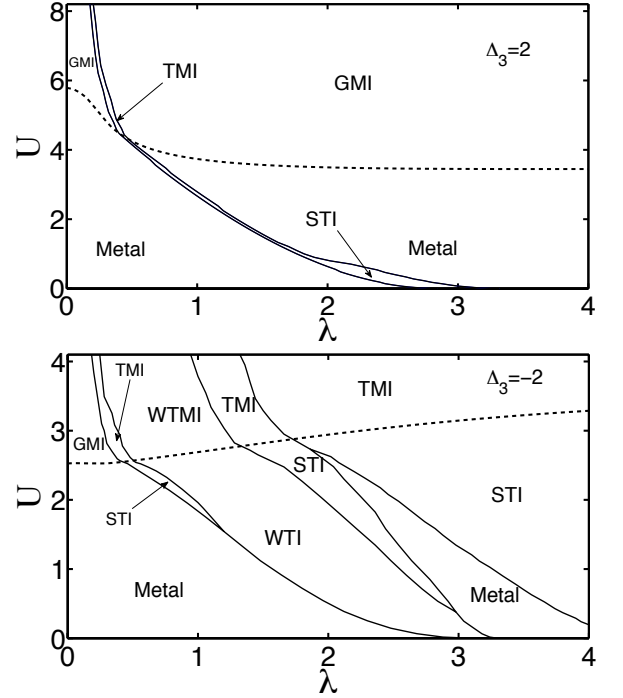 8
6
4
2
0
U
GMI
TMI
GMI
Δ₃=2
STI
Metal
Metal
0 1 2 3 4
λ
4
3
2
1
0
U
TMI
GMI
WTMI
TMI
TMI
Δ₃=−2
STI
STI
STI
WTI
Metal
Metal
0 1 2 3 4
λ